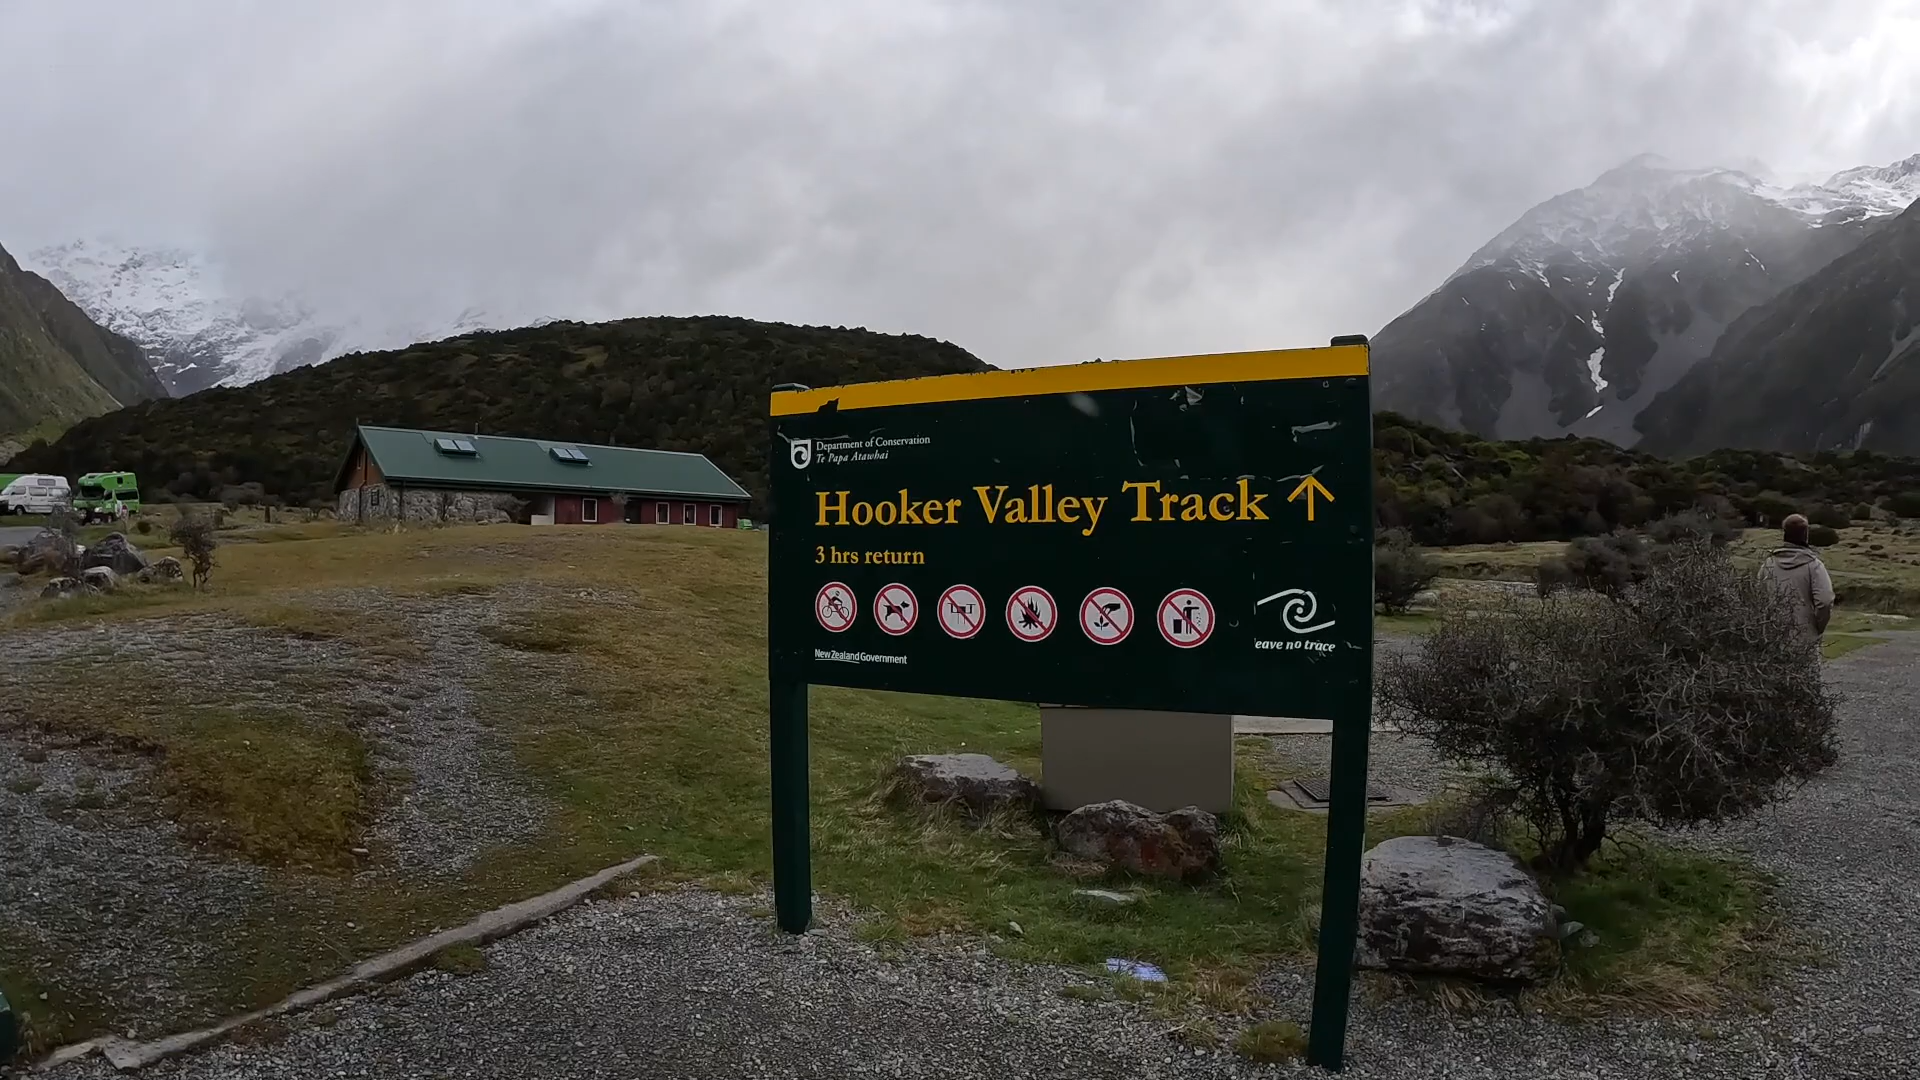 Department of Conservation
Te Papa Atawhai
Hooker Valley Track ↑
3 hrs return
eave no trace
New Zealand Government